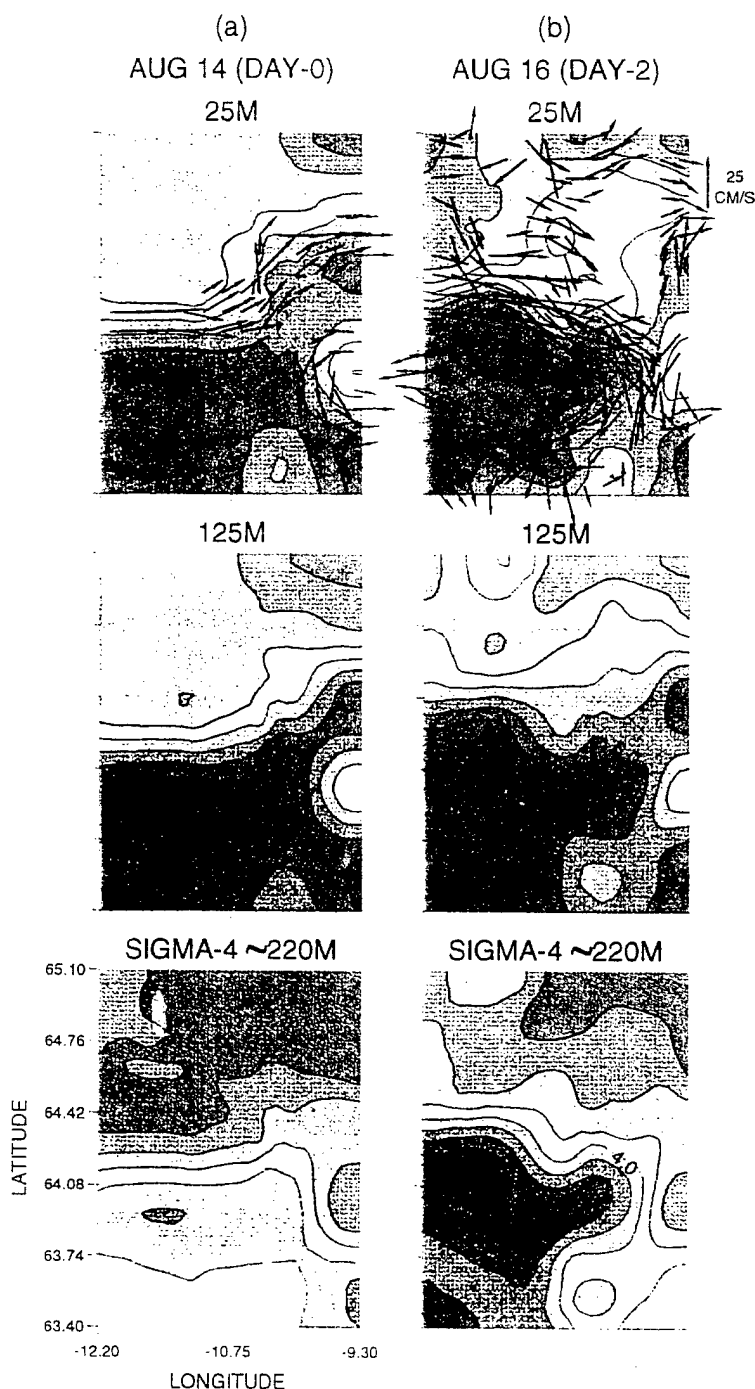 (a)
(b)
AUG 14 (DAY-0)
AUG 16 (DAY-2)
25M
25M
25
CM/S
125M
125M
SIGMA-4 ~220M
SIGMA-4 ~220M
65.10
64.76
64.42
64.08
63.74
63.40
LATITUDE
4.0
-12.20
-10.75
-9.30
LONGITUDE